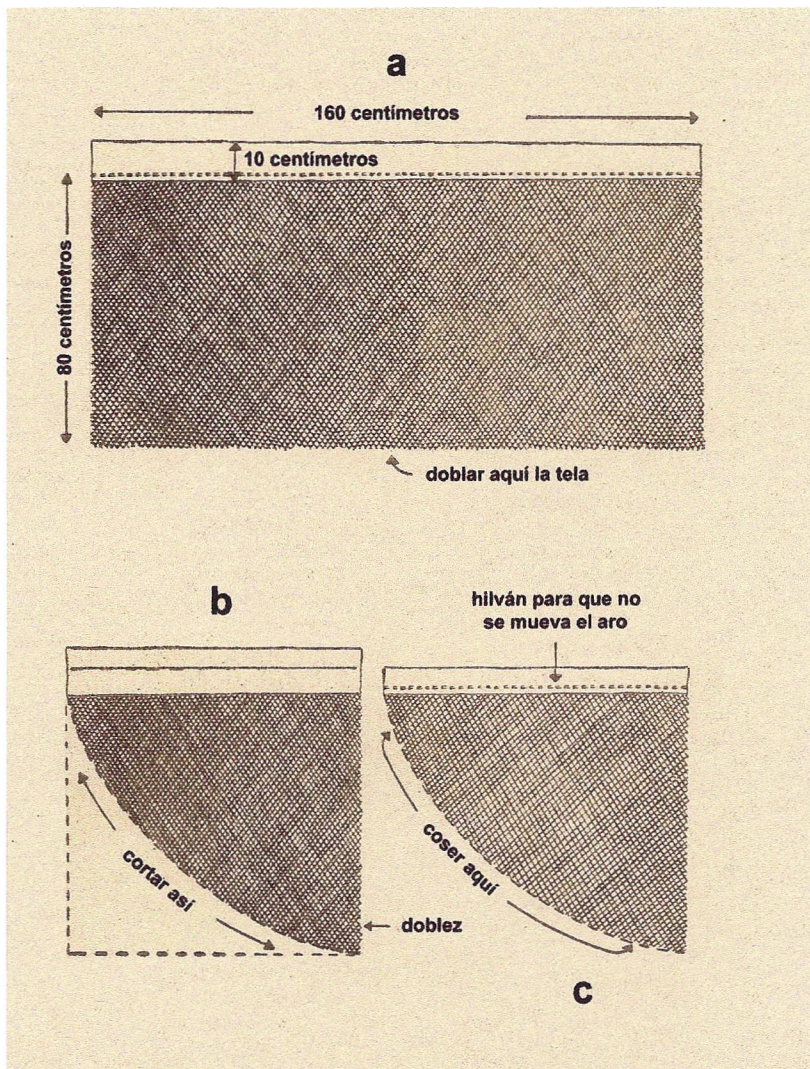 a
160 centímetros
10 centímetros
80 centímetros
doblar aquí la tela
b
hilván para que no
se mueva el aro
cortar así
coser aquí
doblez
c